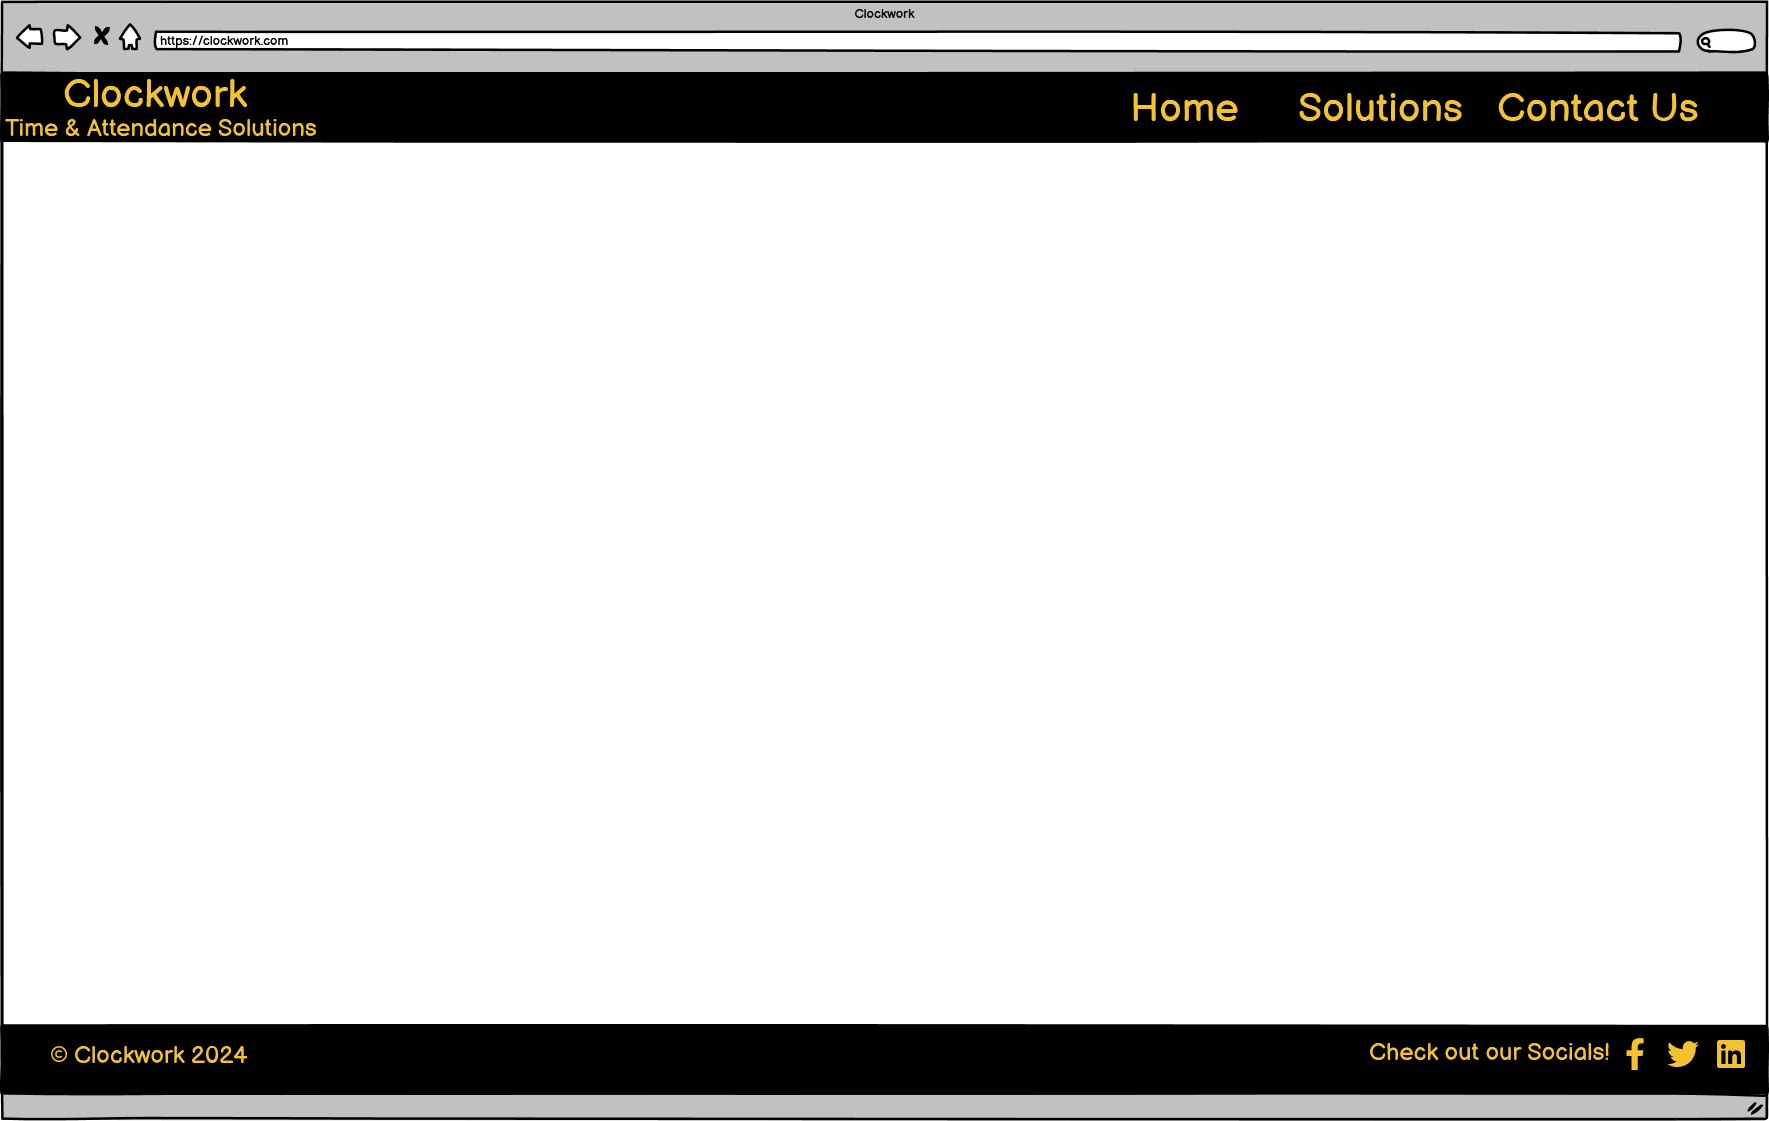 Clockwork
https://clockwork.com
Clockwork
Time & Attendance Solutions
Home Solutions Contact Us
© Clockwork 2024
Check out our Socials!